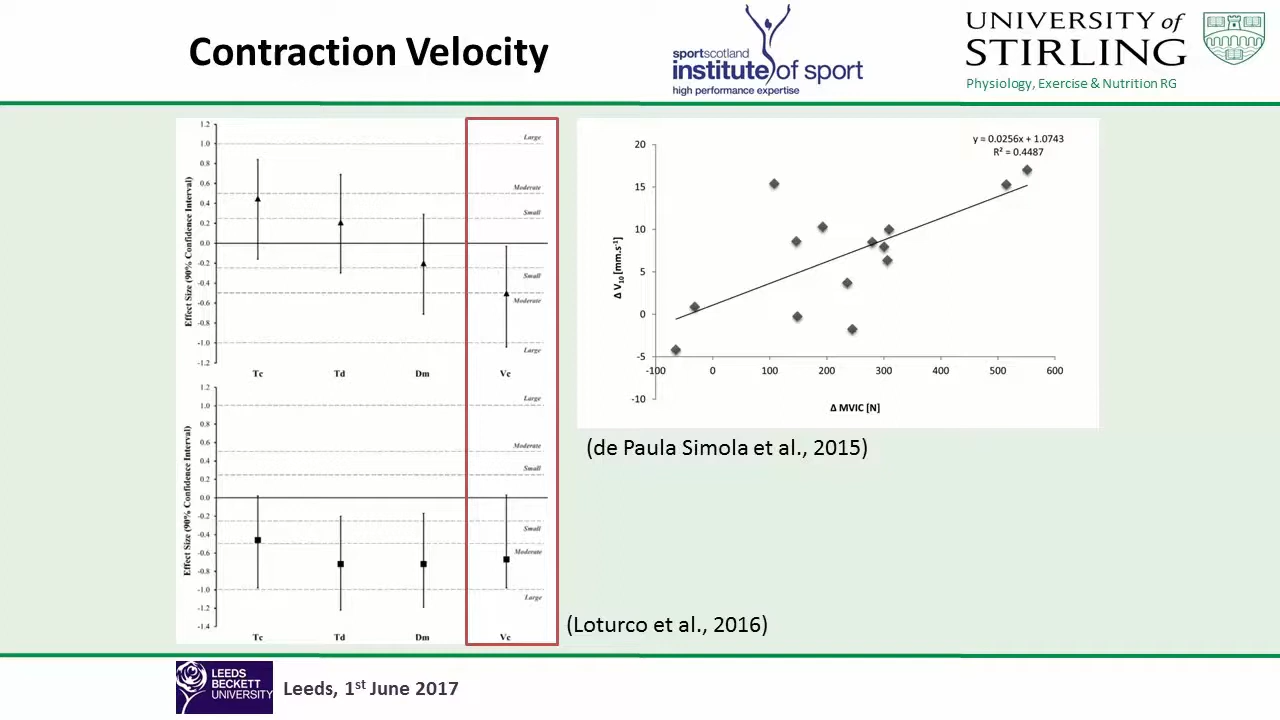 Contraction Velocity
sportscotland
institute of sport
high performance expertise
UNIVERSITY of
STIRLING
Physiology, Exercise & Nutrition RG
Effect Size (90% Confidence Interval)
1.2
1.0
0.8
0.6
0.4
0.2
0.0
-0.2
-0.4
-0.6
-0.8
-1.0
-1.2
Large
Moderate
Small
Small
Moderate
Large
Tc Td Dm Vc
Effect Size (90% Confidence Interval)
1.2
1.0
0.8
0.6
0.4
0.2
0.0
-0.2
-0.4
-0.6
-0.8
-1.0
-1.2
-1.4
Large
Moderate
Small
Small
Moderate
Large
Tc Td Dm Vc
(Loturco et al., 2016)
y = 0.0256x + 1.0743
R² = 0.4487
Δ V₁₀ [mm.s⁻¹]
20
15
10
5
0
-5
-10
-100 0 100 200 300 400 500 600
Δ MVIC [N]
(de Paula Simola et al., 2015)
LEEDS
BECKETT
UNIVERSITY
Leeds, 1st June 2017